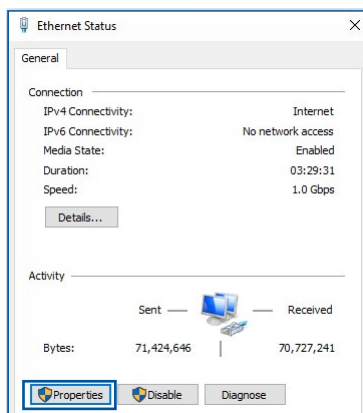 Ethernet Status
General
Connection
IPv4 Connectivity: Internet
IPv6 Connectivity: No network access
Media State: Enabled
Duration: 03:29:31
Speed: 1.0 Gbps
Details...
Activity
Sent Received
Bytes: 71,424,646 70,727,241
Properties Disable Diagnose